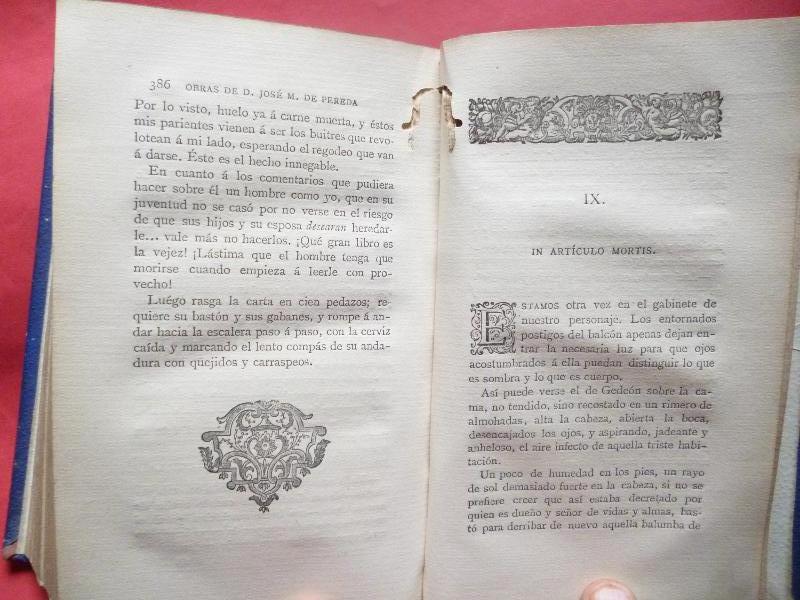 386 OBRAS DE D. JOSÉ M. DE PEREDA
Por lo visto, huelo ya á carne muerta, y éstos
mis parientes vienen á ser los buitres que revo-
lotean á mi lado, esperando el regodeo que van
á darse. Éste es el hecho innegable.
En cuanto á los comentarios que pudiera
hacer sobre él un hombre como yo, que en su
juventud no se casó por no verse en el riesgo
de que sus hijos y su esposa desearan heredar-
le... vale más no hacerlos. ¡Qué gran libro es
la vejez! ¡Lástima que el hombre tenga que
morirse cuando empieza á leerle con pro-
vecho!
Luégo rasga la carta en cien pedazos; re-
quiere su bastón y sus gabanes, y rompe á an-
dar hacia la escalera paso á paso, con la cerviz
caída y marcando el lento compás de su anda-
dura con quejidos y carraspeos.
IX.
IN ARTÍCULO MORTIS.
ESTAMOS otra vez en el gabinete de
nuestro personaje. Los entornados
postigos del balcón apenas dejan en-
trar la necesaria luz para que ojos
acostumbrados á ella puedan distinguir lo que
es sombra y lo que es cuerpo.
Así puede verse el de Gedeón sobre la ca-
ma, no tendido, sino recostado en un rimero de
almohadas, alta la cabeza, abierta la boca,
desencajados los ojos, y aspirando, jadeante y
anheloso, el aire infecto de aquella triste habi-
tación.
Un poco de humedad en los pies, un rayo
de sol demasiado fuerte en la cabeza, si no se
prefiere creer que así estaba decretado por
quien es dueño y señor de vidas y almas, bas-
tó para derribar de nuevo aquella balumba de